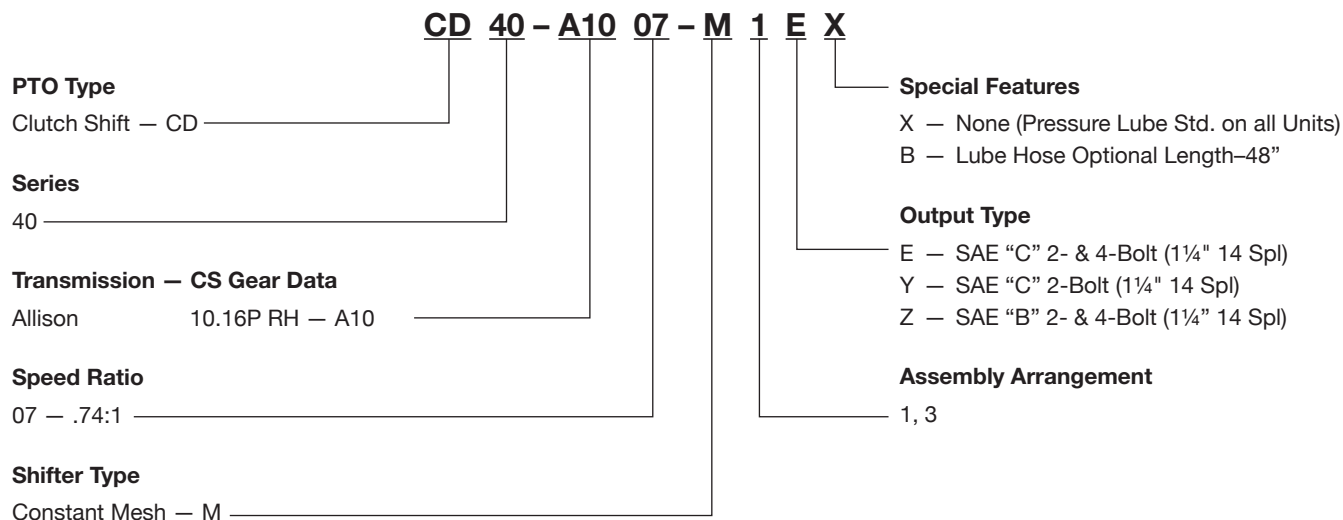 CD 40 – A10 07 – M 1 E X
PTO Type
Clutch Shift — CD
Series
40
Transmission — CS Gear Data
Allison 10.16P RH — A10
Speed Ratio
07 — .74:1
Shifter Type
Constant Mesh — M
Special Features
X — None (Pressure Lube Std. on all Units)
B — Lube Hose Optional Length–48”
Output Type
E — SAE “C” 2- & 4-Bolt (1¼" 14 Spl)
Y — SAE “C” 2-Bolt (1¼" 14 Spl)
Z — SAE “B” 2- & 4-Bolt (1¼” 14 Spl)
Assembly Arrangement
1, 3